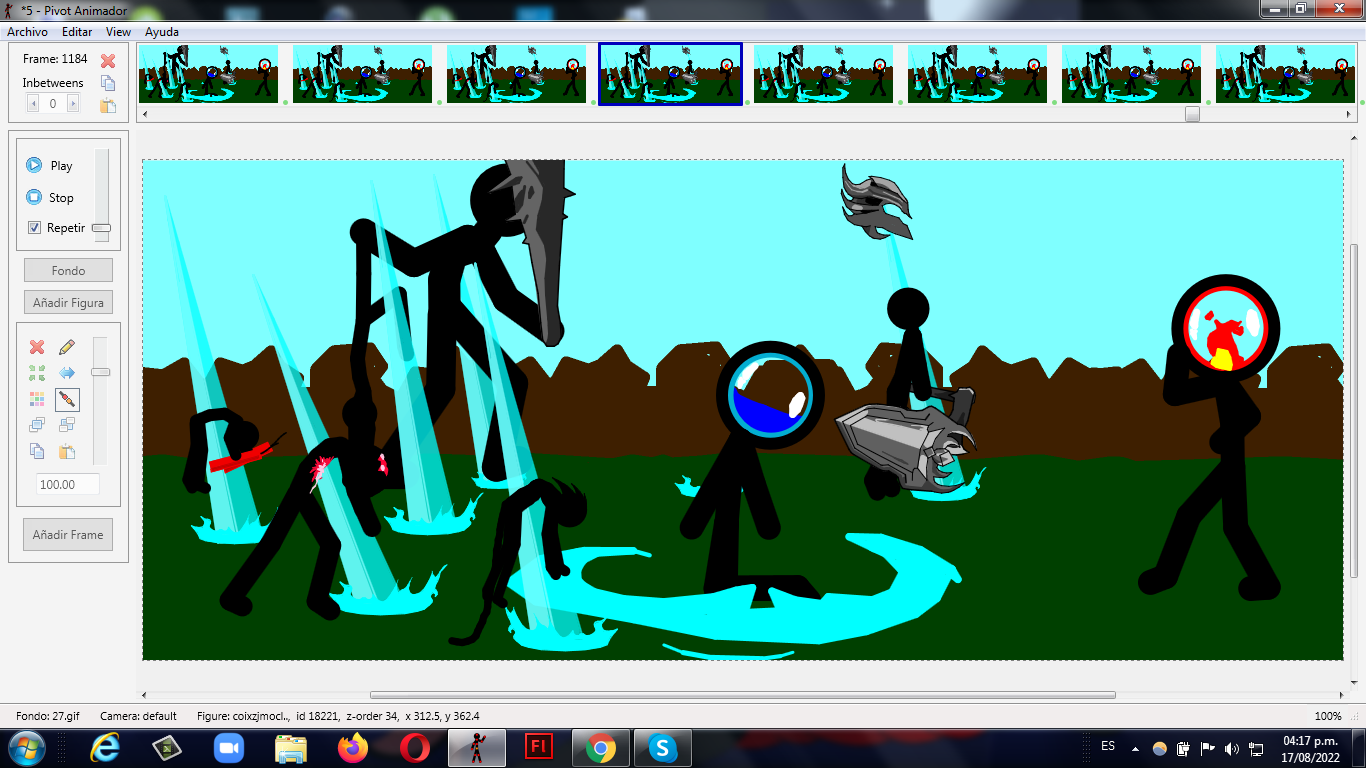 *5 - Pivot Animador
Archivo Editar View Ayuda
Frame: 1184
Inbetweens
0
Play
Stop
Repetir
Fondo
Añadir Figura
100.00
Añadir Frame
Fondo: 27.gif Camera: default Figure: coixzjmocl.., id 18221, z-order 34, x 312.5, y 362.4 100%
Fl
ES 04:17 p.m.
17/08/2022